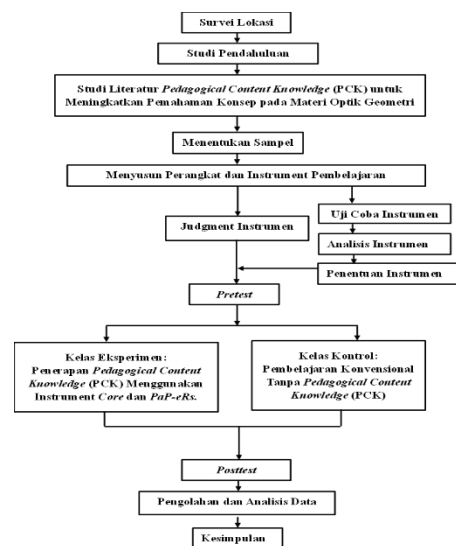 Survei Lokasi
Studi Pendahuluan
Studi Literatur Pedagogical Content Knowledge (PCK) untuk
Meningkatkan Pemahaman Konsep pada Materi Optik Geometri
Menentukan Sampel
Menyusun Perangkat dan Instrument Pembelajaran
Judgment Instrumen
Uji Coba Instrumen
Analisis Instrumen
Penentuan Instrumen
Pretest
Kelas Eksperimen:
Penerapan Pedagogical Content
Knowledge (PCK) Menggunakan
Instrument Core dan PaP-eRs.
Kelas Kontrol:
Pembelajaran Konvensional
Tanpa Pedagogical Content
Knowledge (PCK)
Posttest
Pengolahan dan Analisis Data
Kesimpulan